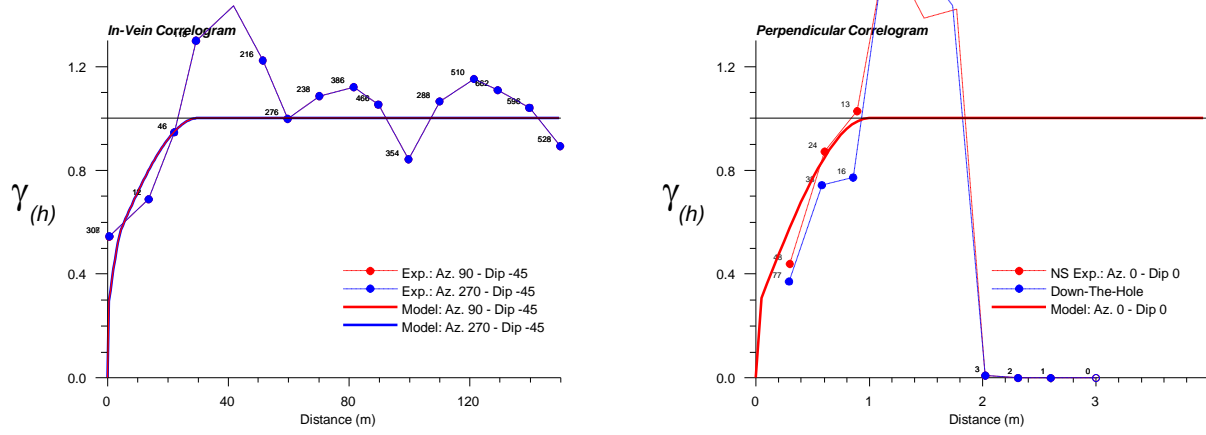 In-Vein Correlogram
1.2
0.8
0.4
0.0
γ(h)
216
238
386
466
276
46
12
354
288
510
662
596
528
Exp.: Az. 90 - Dip -45
Exp.: Az. 270 - Dip -45
Model: Az. 90 - Dip -45
Model: Az. 270 - Dip -45
0
40
80
120
Distance (m)
Perpendicular Correlogram
1.2
0.8
0.4
0.0
γ(h)
13
24
16
48
77
3
2
1
0
NS Exp.: Az. 0 - Dip 0
Down-The-Hole
Model: Az. 0 - Dip 0
0
1
2
3
Distance (m)